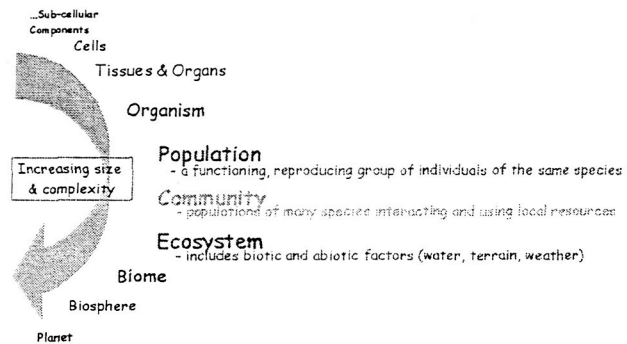 ...Sub-cellular
Components
Cells
Tissues & Organs
Organism
Population
- a functioning, reproducing group of individuals of the same species
Increasing size
& complexity
Community
- populations of many species interacting and using local resources
Ecosystem
- includes biotic and abiotic factors (water, terrain, weather)
Biome
Biosphere
Planet